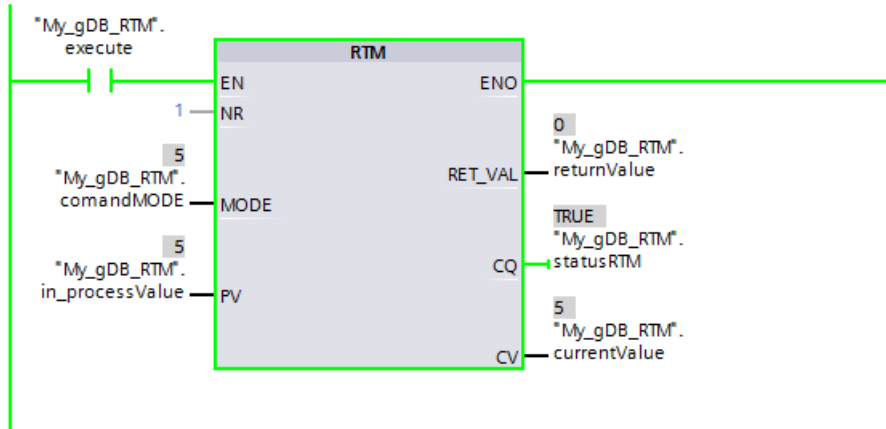 "My_gDB_RTM".
execute
RTM
EN
ENO
1
NR
5
"My_gDB_RTM".
comandMODE
MODE
5
"My_gDB_RTM".
in_processValue
PV
RET_VAL
0
"My_gDB_RTM".
returnValue
CQ
TRUE
"My_gDB_RTM".
statusRTM
CV
5
"My_gDB_RTM".
currentValue